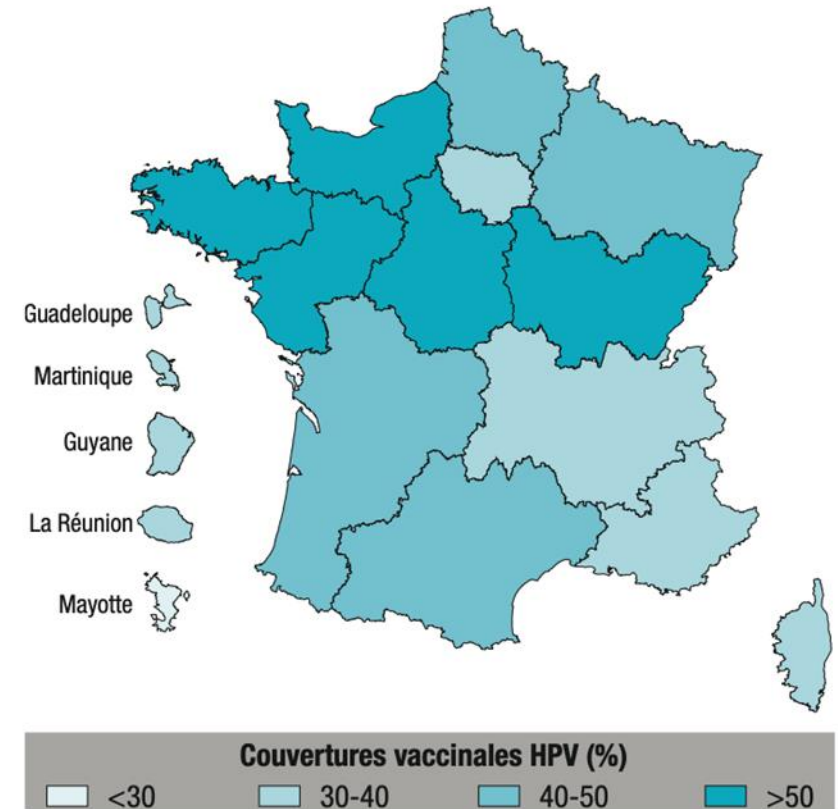 Guadeloupe
Martinique
Guyane
La Réunion
Mayotte
Couvertures vaccinales HPV (%)
<30 30-40 40-50 >50